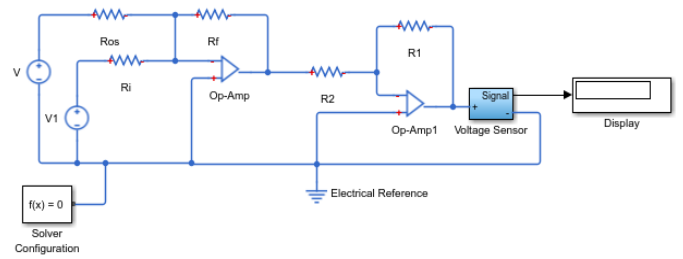 Ros
Rf
R1
V
Ri
Op-Amp
R2
Signal
V1
+
-
Op-Amp1
Voltage Sensor
Display
f(x) = 0
Electrical Reference
Solver
Configuration